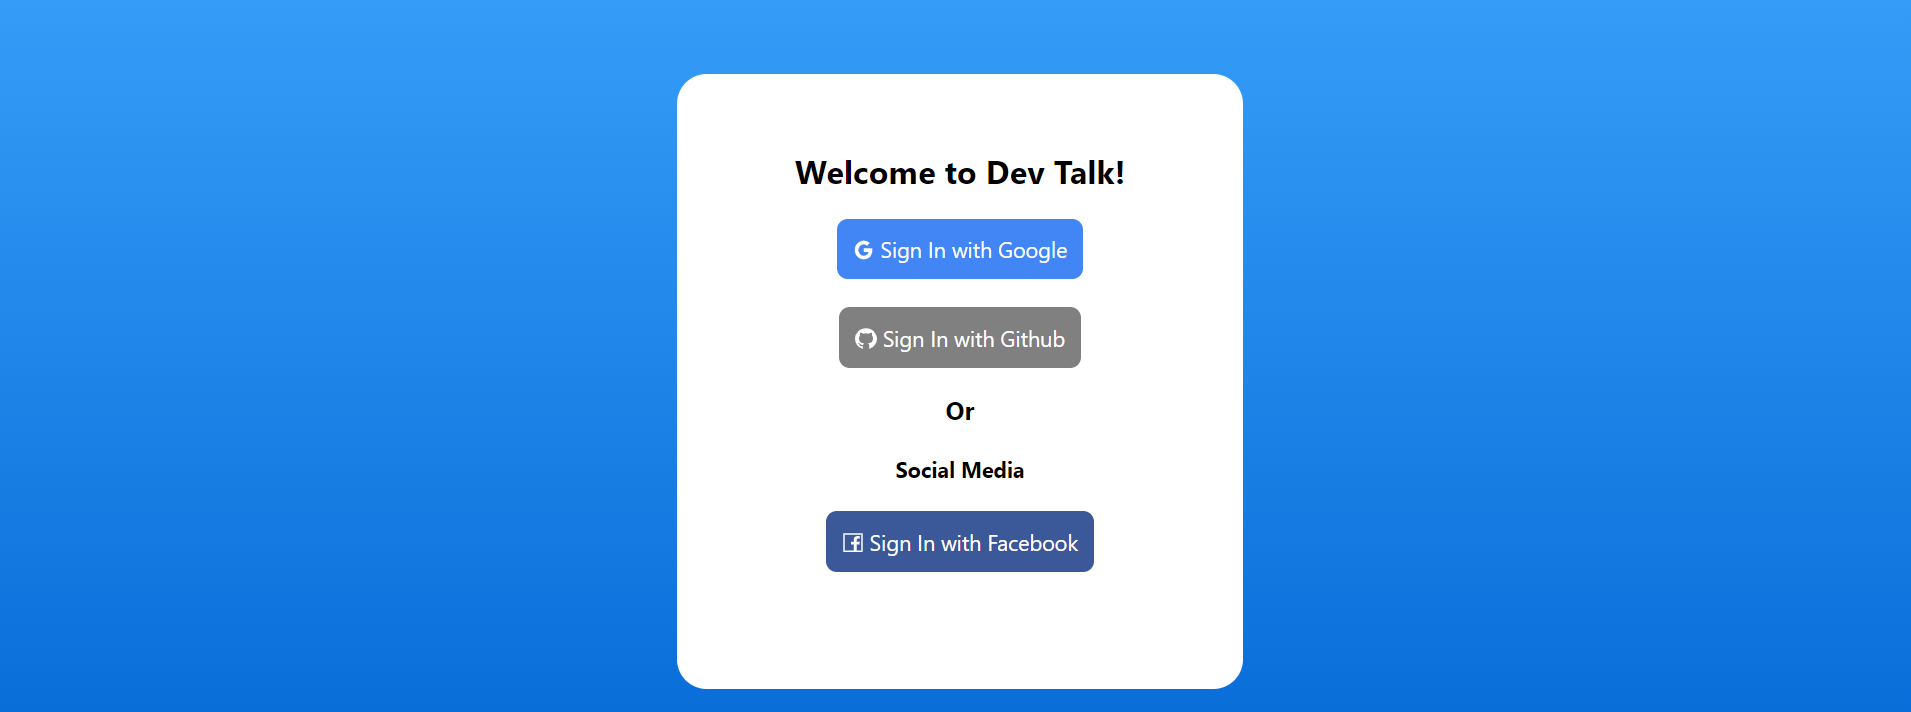 Welcome to Dev Talk!
Sign In with Google
Sign In with Github
Or
Social Media
Sign In with Facebook